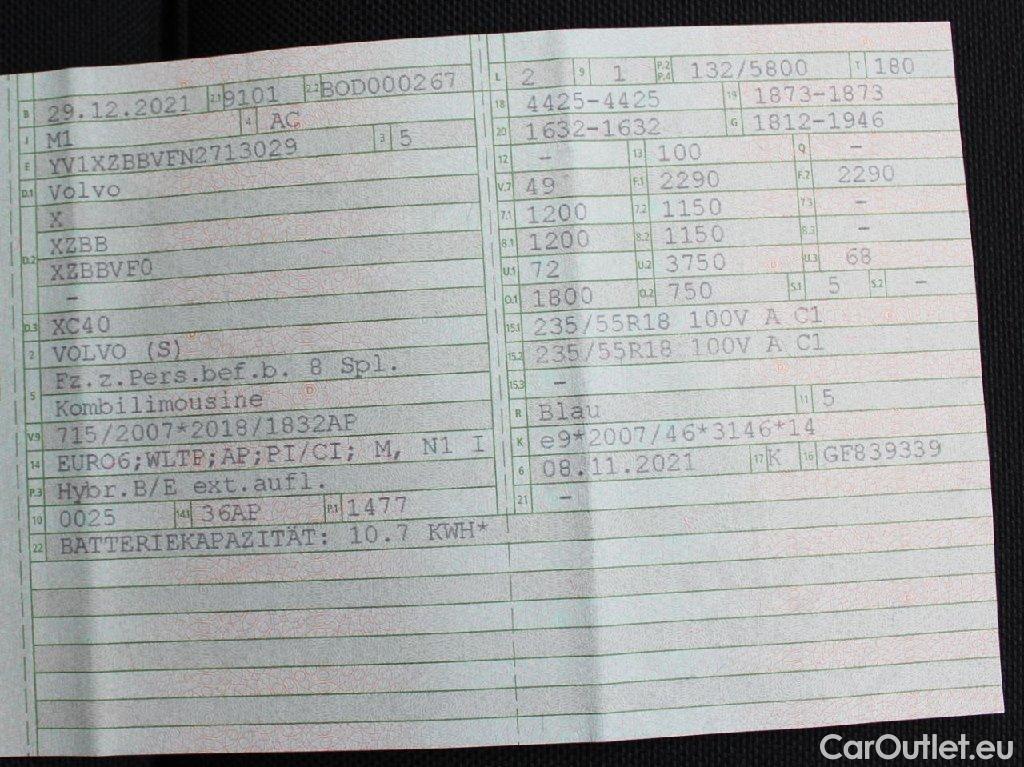 B 29.12.2021 2.1 9101 2.2 BOD000267
J M1 4 AC
E YV1XZBBVFN2713029 3 5
D.1 Volvo
X
D.2 XZBB
XZBBVF0
-
D.3 XC40
2 VOLVO (S)
5 Fz.z.Pers.bef.b. 8 Spl.
Kombilimousine
V.9 715/2007*2018/1832AP
14 EURO6;WLTP;AP;PI/CI; M, N1 I
P.3 Hybr.B/E ext.aufl.
10 0025 14.1 36AP P.1 1477
22 BATTERIEKAPAZITÄT: 10.7 KWH*
L 2 9 1 P.2 P.4 132/5800 T 180
18 4425-4425 19 1873-1873
20 1632-1632 G 1812-1946
12 - 13 100 Q -
V.7 49 F.1 2290 F.2 2290
7.1 1200 7.2 1150 7.3 -
8.1 1200 8.2 1150 8.3 -
U.1 72 U.2 3750 U.3 68
O.1 1800 O.2 750 S.1 5 S.2 -
15.1 235/55R18 100V A C1
15.2 235/55R18 100V A C1
15.3 -
R Blau 11 5
K e9*2007/46*3146*14
6 08.11.2021 17 K 16 GF839339
21 -
CarOutlet.eu